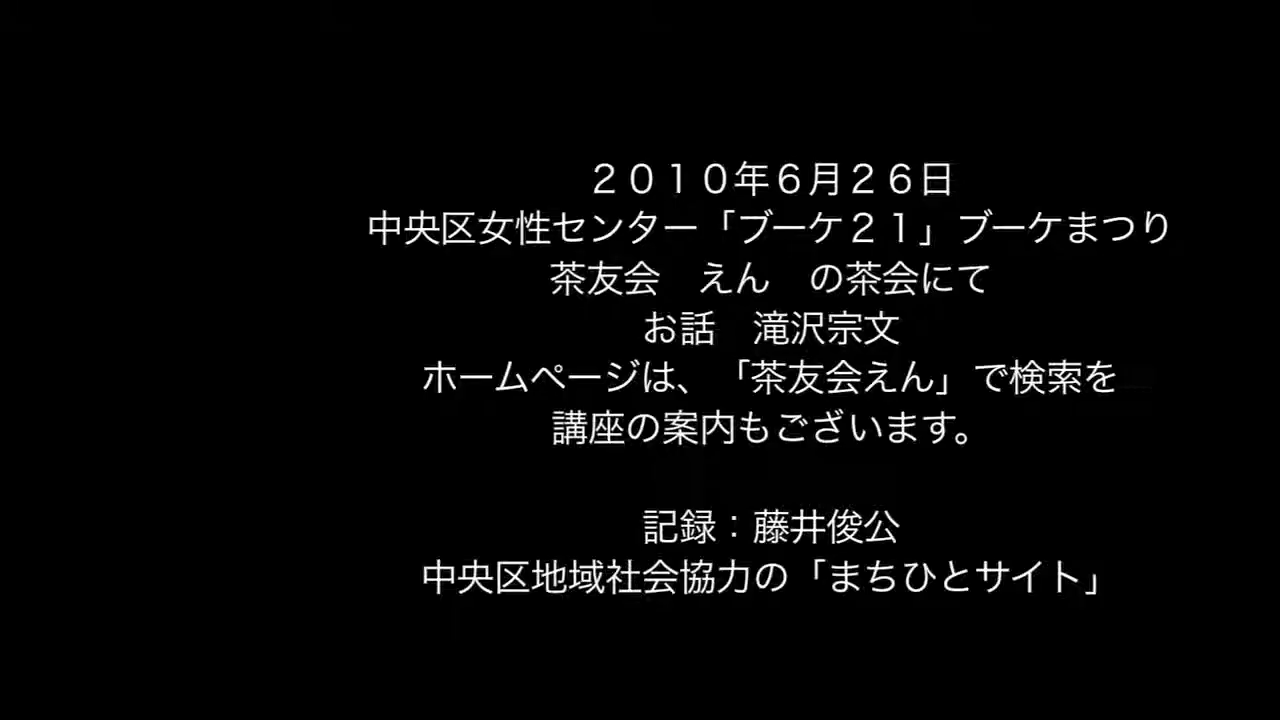 ２０１０年６月２６日
中央区女性センター「ブーケ２１」ブーケまつり
茶友会　えん　の茶会にて
お話　滝沢宗文
ホームページは、「茶友会えん」で検索を
講座の案内もございます。
記録：藤井俊公
中央区地域社会協力の「まちひとサイト」